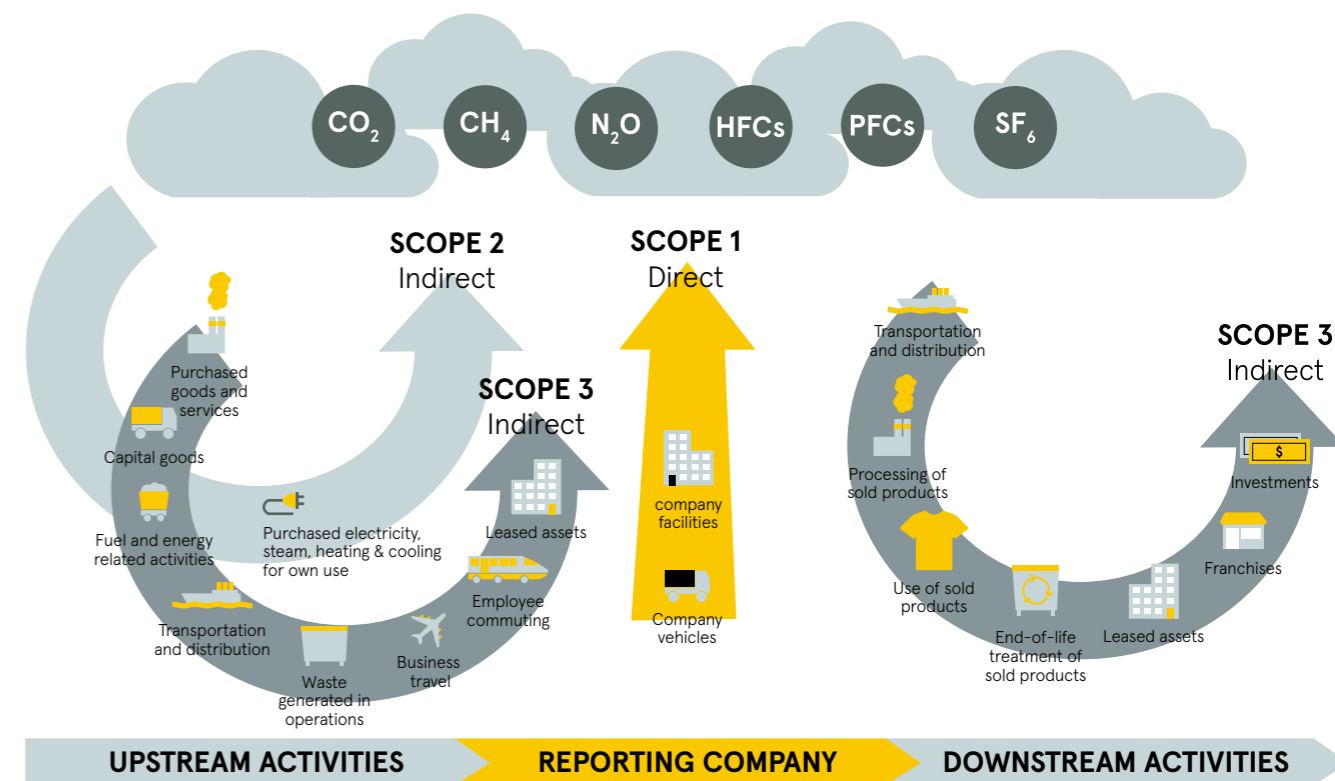 CO₂
CH₄
N₂O
HFCs
PFCs
SF₆
SCOPE 2
Indirect
SCOPE 1
Direct
SCOPE 3
Indirect
SCOPE 3
Indirect
Purchased
goods and
services
Capital goods
Fuel and energy
related activities
Transportation
and distribution
Waste
generated in
operations
Business
travel
Employee
commuting
Leased assets
Purchased electricity,
steam, heating & cooling
for own use
company
facilities
Company
vehicles
Transportation
and distribution
Processing of
sold products
Use of sold
products
End-of-life
treatment of
sold products
Leased assets
Franchises
$
Investments
UPSTREAM ACTIVITIES
REPORTING COMPANY
DOWNSTREAM ACTIVITIES